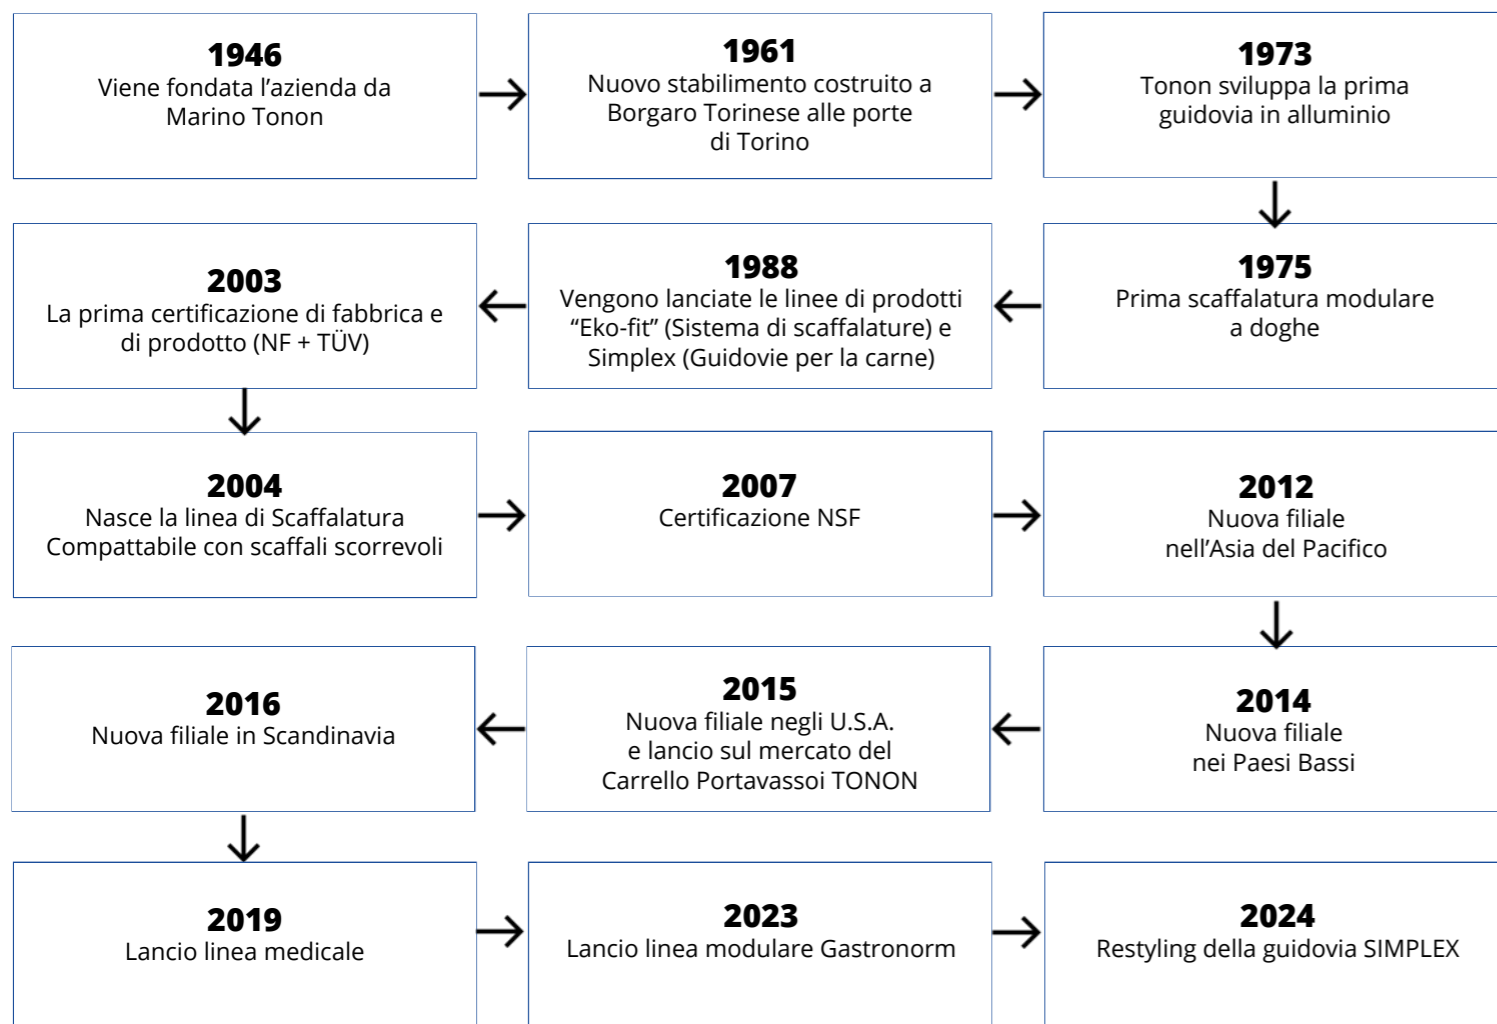 1946
Viene fondata l’azienda da
Marino Tonon
1961
Nuovo stabilimento costruito a
Borgaro Torinese alle porte
di Torino
1973
Tonon sviluppa la prima
guidovia in alluminio
1975
Prima scaffalatura modulare
a doghe
1988
Vengono lanciate le linee di prodotti
“Eko-fit” (Sistema di scaffalature) e
Simplex (Guidovie per la carne)
2003
La prima certificazione di fabbrica e
di prodotto (NF + TÜV)
2004
Nasce la linea di Scaffalatura
Compattabile con scaffali scorrevoli
2007
Certificazione NSF
2012
Nuova filiale
nell’Asia del Pacifico
2014
Nuova filiale
nei Paesi Bassi
2015
Nuova filiale negli U.S.A.
e lancio sul mercato del
Carrello Portavassoi TONON
2016
Nuova filiale in Scandinavia
2019
Lancio linea medicale
2023
Lancio linea modulare Gastronorm
2024
Restyling della guidovia SIMPLEX